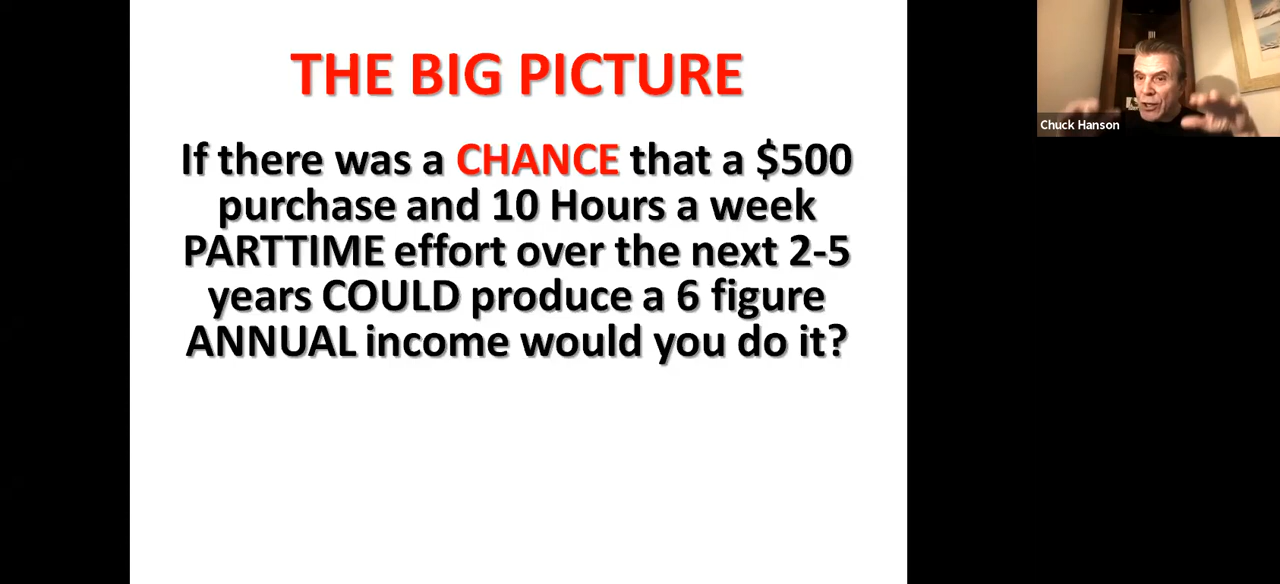 THE BIG PICTURE
If there was a CHANCE that a $500
purchase and 10 Hours a week
PARTTIME effort over the next 2-5
years COULD produce a 6 figure
ANNUAL income would you do it?
Chuck Hanson